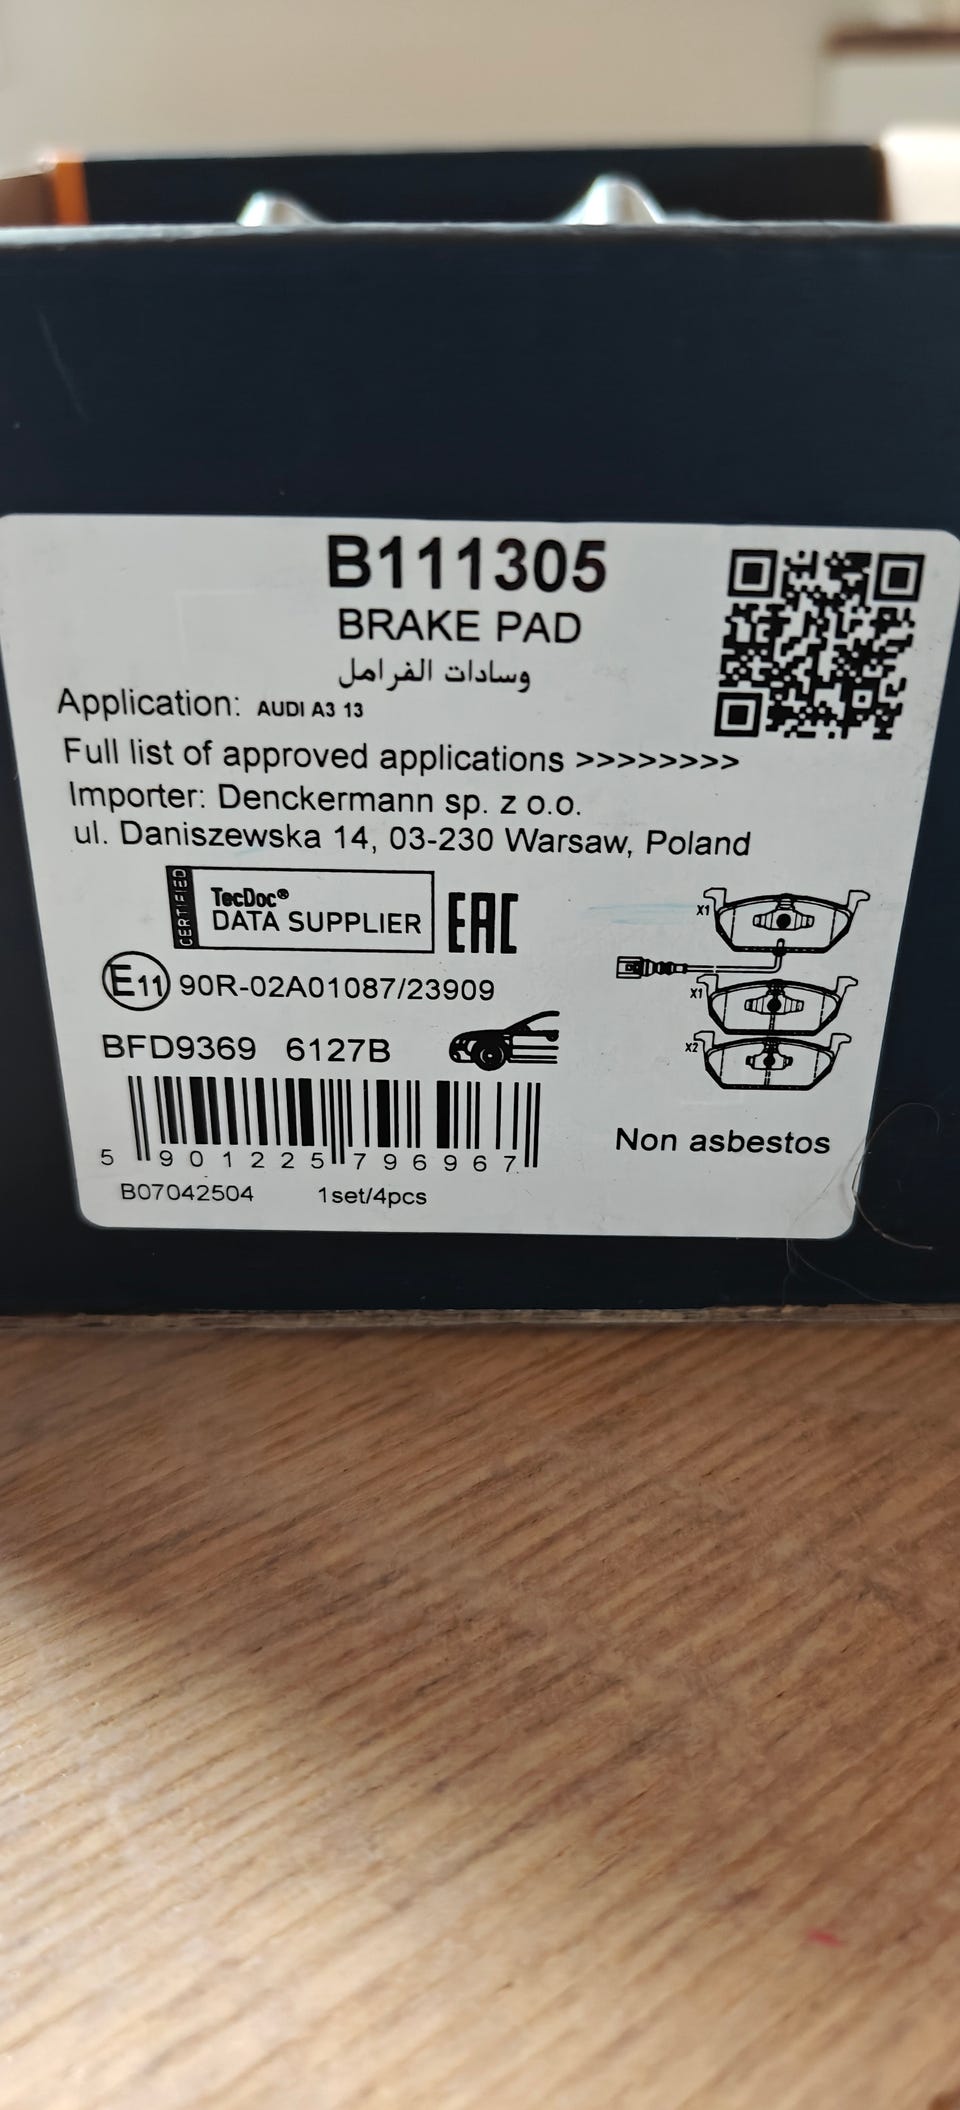 B111305
BRAKE PAD
وسادات الفرامل
Application: AUDI A3 13
Full list of approved applications >>>>>>>>
Importer: Denckermann sp. z o.o.
ul. Daniszewska 14, 03-230 Warsaw, Poland
CERTIFIED
TecDoc®
DATA SUPPLIER
EAC
X1
E11 90R-02A01087/23909
X1
BFD9369 6127B
X2
Non asbestos
5 901225 796967
B07042504 1set/4pcs